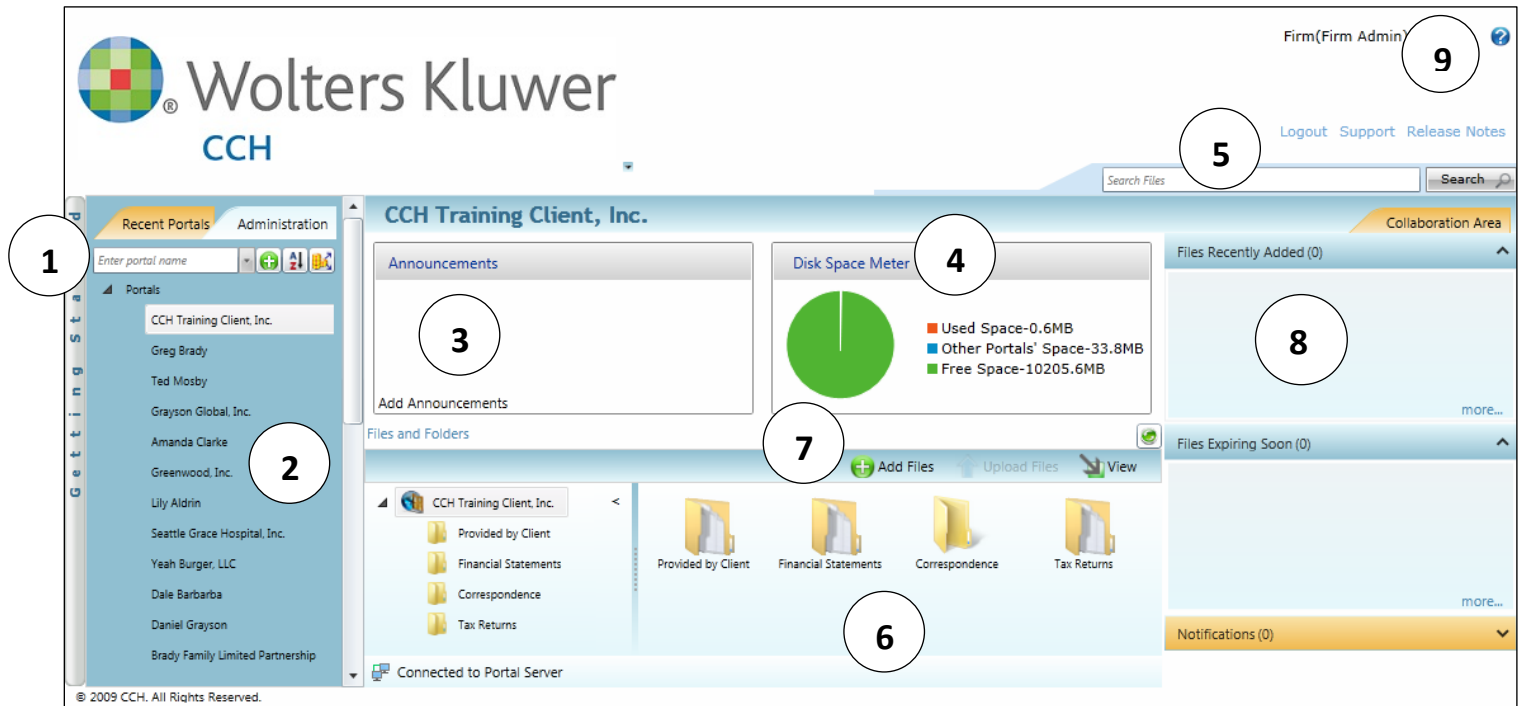 Wolters Kluwer
®
CCH
Firm(Firm Admin)
?
9
Logout Support Release Notes
5
Search Files
Search
Getting Sta
1
Recent Portals Administration
Enter portal name
Portals
CCH Training Client, Inc.
Greg Brady
Ted Mosby
Grayson Global, Inc.
Amanda Clarke
Greenwood, Inc.
2
Lily Aldrin
Seattle Grace Hospital, Inc.
Yeah Burger, LLC
Dale Barbarba
Daniel Grayson
Brady Family Limited Partnership
CCH Training Client, Inc.
Announcements
3
Add Announcements
Disk Space Meter
4
Used Space-0.6MB
Other Portals' Space-33.8MB
Free Space-10205.6MB
Files and Folders
7
Add Files Upload Files View
CCH Training Client, Inc. <
Provided by Client
Financial Statements
Correspondence
Tax Returns
Provided by Client Financial Statements Correspondence Tax Returns
6
Connected to Portal Server
Collaboration Area
Files Recently Added (0)
8
more...
Files Expiring Soon (0)
more...
Notifications (0)
© 2009 CCH. All Rights Reserved.